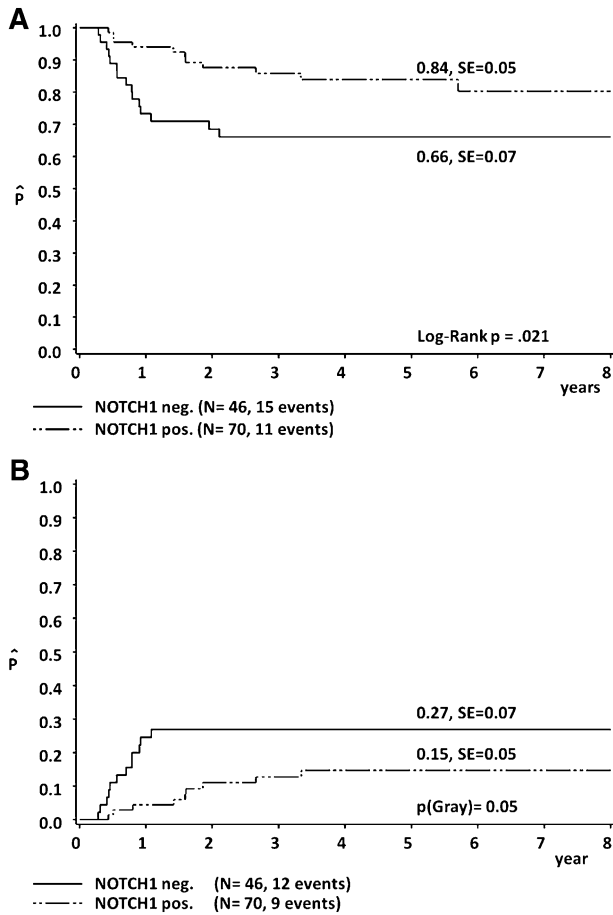 A
1.0
0.9
0.8
0.7
0.6
0.5
0.4
0.3
0.2
0.1
0.0
P̂
0.84, SE=0.05
0.66, SE=0.07
Log-Rank p = .021
0 1 2 3 4 5 6 7 8
years
NOTCH1 neg. (N= 46, 15 events)
NOTCH1 pos. (N= 70, 11 events)
B
1.0
0.9
0.8
0.7
0.6
0.5
0.4
0.3
0.2
0.1
0.0
P̂
0.27, SE=0.07
0.15, SE=0.05
p(Gray)= 0.05
0 1 2 3 4 5 6 7 8
year
NOTCH1 neg. (N= 46, 12 events)
NOTCH1 pos. (N= 70, 9 events)